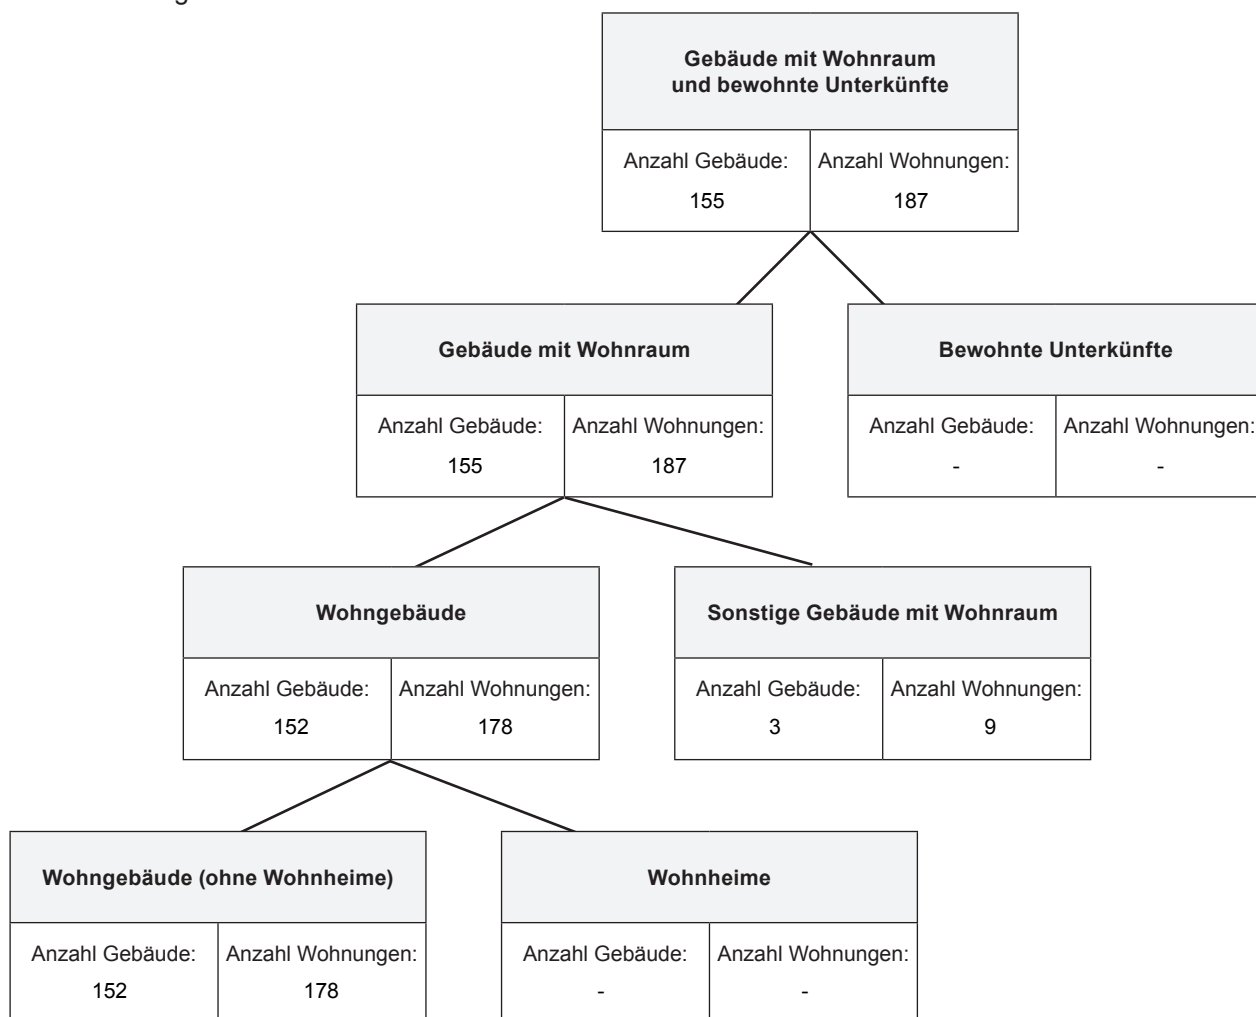 Gebäude mit Wohnraum
und bewohnte Unterkünfte
Anzahl Gebäude: Anzahl Wohnungen:
155 187
Gebäude mit Wohnraum
Bewohnte Unterkünfte
Anzahl Gebäude: Anzahl Wohnungen:
155 187
Anzahl Gebäude: Anzahl Wohnungen:
- -
Wohngebäude
Sonstige Gebäude mit Wohnraum
Anzahl Gebäude: Anzahl Wohnungen:
152 178
Anzahl Gebäude: Anzahl Wohnungen:
3 9
Wohngebäude (ohne Wohnheime)
Wohnheime
Anzahl Gebäude: Anzahl Wohnungen:
152 178
Anzahl Gebäude: Anzahl Wohnungen:
- -